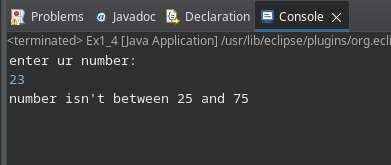 Problems Javadoc Declaration Console
<terminated> Ex1_4 [Java Application] /usr/lib/eclipse/plugins/org.ecli
enter ur number:
23
number isn't between 25 and 75